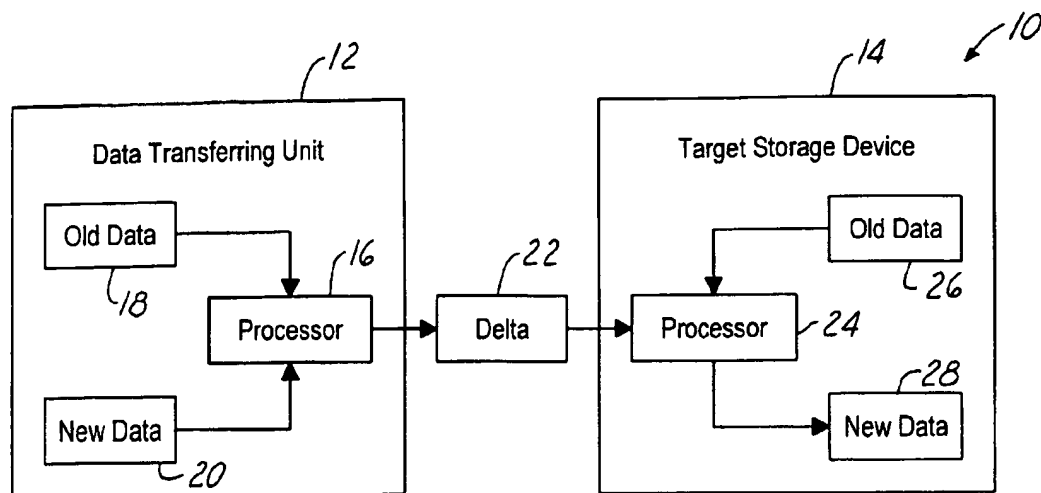 10
12
14
Data Transferring Unit
Target Storage Device
Old Data
18
16
22
Old Data
26
Processor
Delta
Processor
24
28
New Data
20
New Data